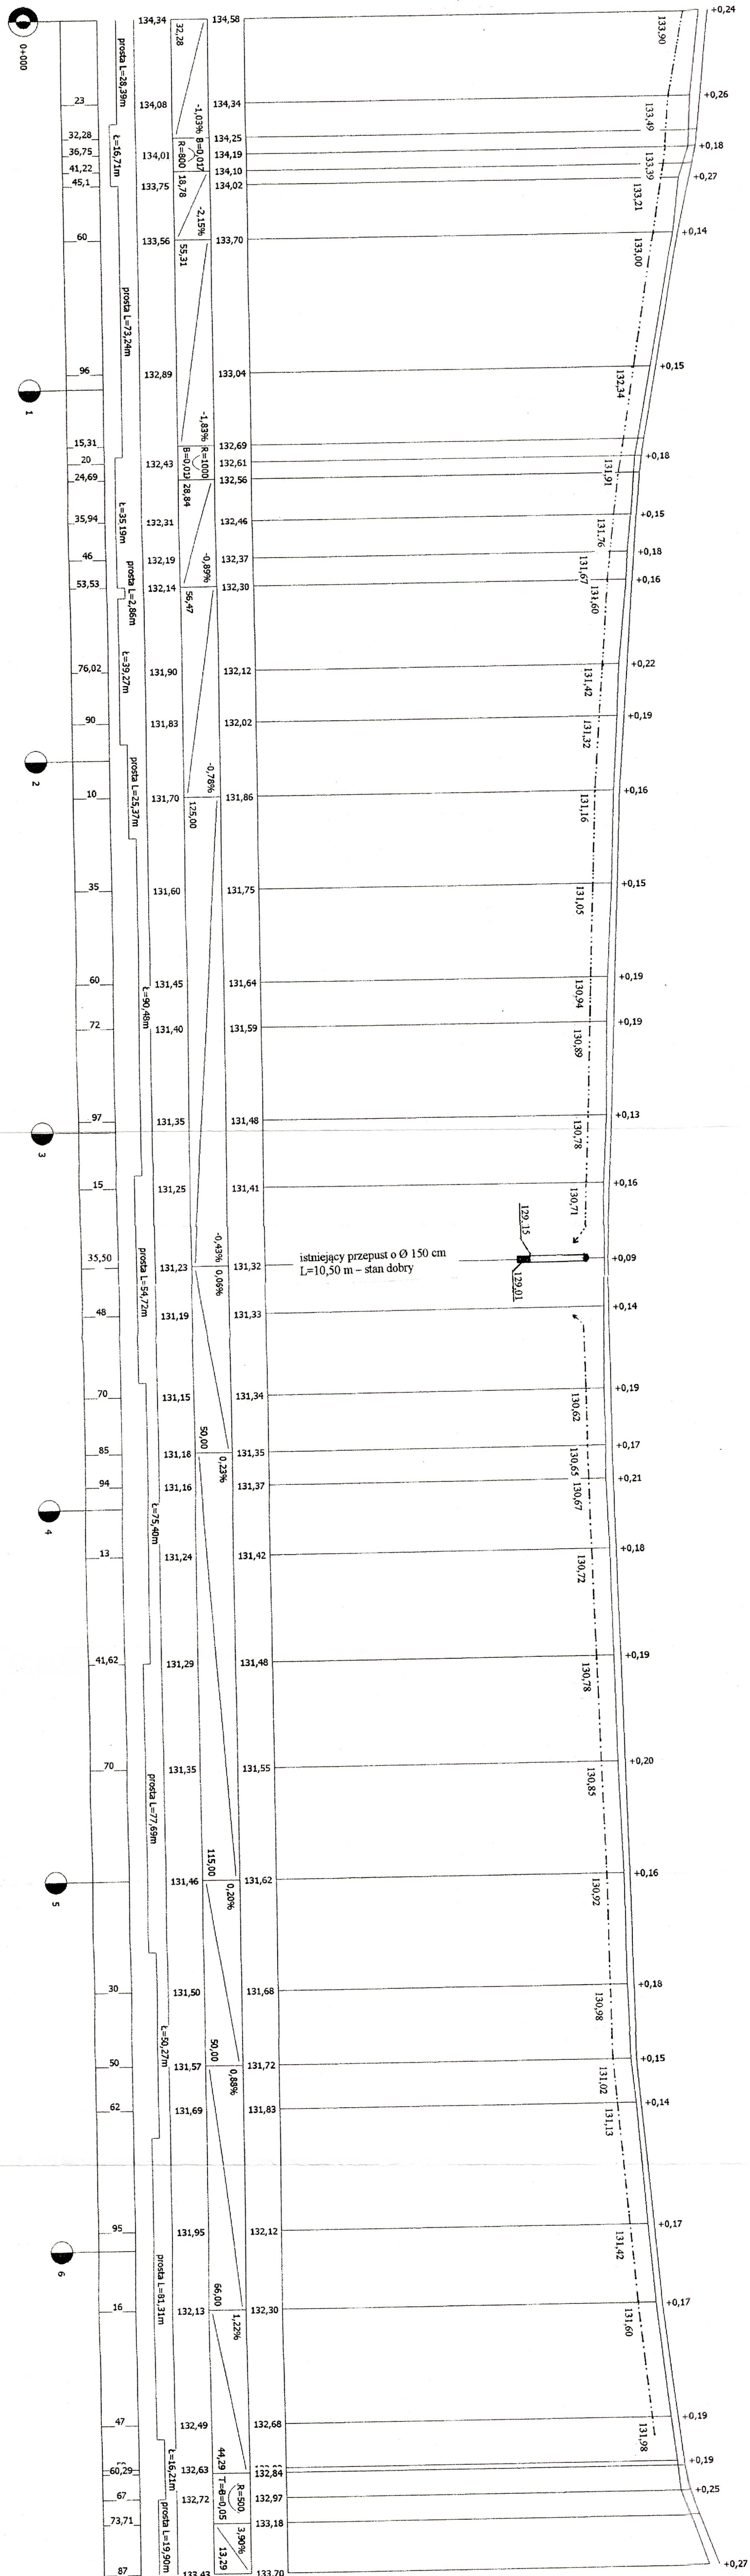 134,34 32,28 134,58 133,90 +0,24
0+000
prosta L=28,39m
23 134,08 -1,03% 134,34 133,49 +0,26
32,28 B=0,017 134,25
36,75 Ł=16,71m 134,01 R=800 134,19 133,39 +0,18
41,22 134,10
45,1 133,75 18,78 134,02 133,21 +0,27
-2,15%
60 133,56 55,31 133,70 133,00 +0,14
prosta L=73,24m
96 132,89 133,04 132,34 +0,15
1
-1,83%
15,31 132,69
20 132,43 B=0,01 R=1000 132,61 131,91 +0,18
24,69 28,84 132,56
35,94 Ł=35,19m 132,31 132,46 131,76 +0,15
46 132,19 -0,89% 132,37 131,67 +0,18
53,53 prosta L=2,86m 132,14 56,47 132,30 131,60 +0,16
76,02 Ł=39,27m 131,90 132,12 131,42 +0,22
90 131,83 132,02 131,32 +0,19
2
prosta L=25,37m
-0,78%
10 131,70 125,00 131,86 131,16 +0,16
35 131,60 131,75 131,05 +0,15
60 131,45 131,64 130,94 +0,19
Ł=90,48m
72 131,40 131,59 130,89 +0,19
97 131,35 131,48 130,78 +0,13
3
15 131,25 131,41 130,71 +0,16
-0,43%
129,15
istniejący przepust o Ø 150 cm
35,50 131,23 0,06% 131,32 +0,09
L=10,50 m – stan dobry
129,01
prosta L=54,72m
48 131,19 131,33 +0,14
70 131,15 131,34 130,62 +0,19
50,00
85 131,18 0,23% 131,35 130,65 +0,17
94 131,16 131,37 130,67 +0,21
4
Ł=75,40m
13 131,24 131,42 130,72 +0,18
41,62 131,29 131,48 130,78 +0,19
70 131,35 131,55 130,85 +0,20
prosta L=77,69m
115,00
131,46 0,20% 131,62 130,92 +0,16
5
30 131,50 131,68 130,98 +0,18
Ł=50,27m
50,00
50 131,57 0,88% 131,72 131,02 +0,15
62 131,69 131,83 131,13 +0,14
95 131,95 132,12 131,42 +0,17
6
prosta L=81,31m
66,00
16 132,13 1,22% 132,30 131,60 +0,17
47 132,49 132,68 131,98 +0,19
Ł=16,21m 44,29
60,29 132,63 132,84 +0,19
67 132,72 T=B=0,05 R=500. 132,97 +0,25
73,71 3,90% 133,18
prosta L=19,90m 13,29
87 133,43 133,70 +0,27